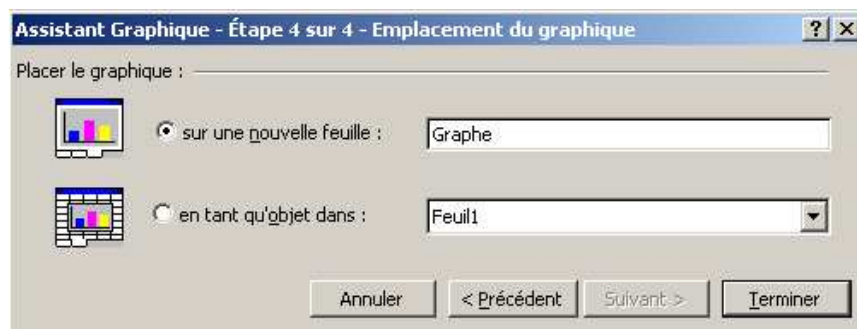 Assistant Graphique - Étape 4 sur 4 - Emplacement du graphique
Placer le graphique :
sur une nouvelle feuille : Graphe
en tant qu'objet dans : Feuil1
Annuler < Précédent Suivant > Terminer